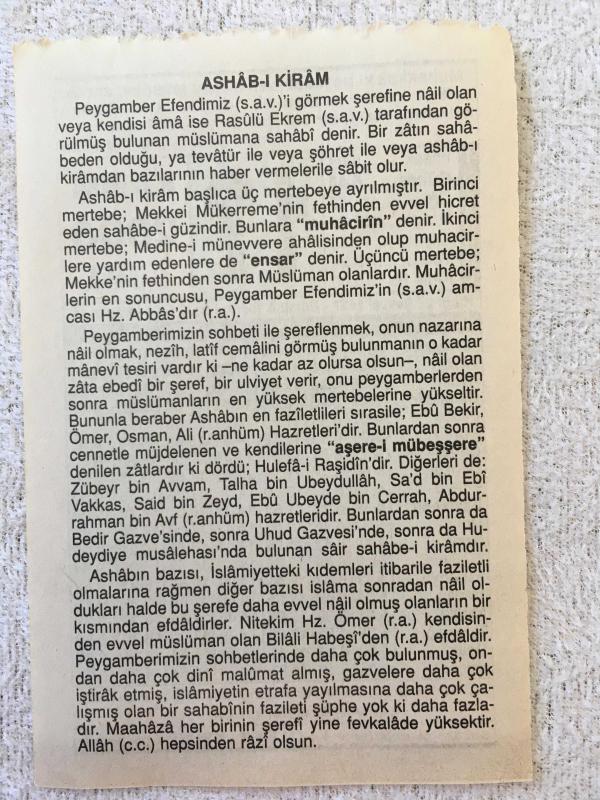 ASHÂB-I KİRÂM
Peygamber Efendimiz (s.a.v.)'i görmek şerefine nâil olan
veya kendisi âmâ ise Rasûlü Ekrem (s.a.v.) tarafından gö-
rülmüş bulunan müslümana sahâbî denir. Bir zâtın sahâ-
beden olduğu, ya tevâtür ile veya şöhret ile veya ashâb-ı
kirâmdan bazılarının haber vermelerile sâbit olur.
Ashâb-ı kirâm başlıca üç mertebeye ayrılmıştır. Birinci
mertebe; Mekkei Mükerreme'nin fethinden evvel hicret
eden sahâbe-i güzindir. Bunlara "muhâcirîn" denir. İkinci
mertebe; Medine-i münevvere ahâlisinden olup muhacir-
lere yardım edenlere de "ensar" denir. Üçüncü mertebe;
Mekke'nin fethinden sonra Müslüman olanlardır. Muhâcir-
lerin en sonuncusu, Peygamber Efendimiz'in (s.a.v.) am-
cası Hz. Abbâs'dır (r.a.).
Peygamberimizin sohbeti ile şereflenmek, onun nazarına
nâil olmak, nezîh, latîf cemâlini görmüş bulunmanın o kadar
mânevî tesiri vardır ki –ne kadar az olursa olsun–, nâil olan
zâta ebedî bir şeref, bir ulviyet verir, onu peygamberlerden
sonra müslümanların en yüksek mertebelerine yükseltir.
Bununla beraber Ashâbın en fazîletlileri sırasile; Ebû Bekir,
Ömer, Osman, Ali (r.anhüm) Hazretleri'dir. Bunlardan sonra
cennetle müjdelenen ve kendilerine "aşere-i mübeşşere"
denilen zâtlardır ki dördü; Hulefâ-i Raşidîn'dir. Diğerleri de:
Zübeyr bin Avvam, Talha bin Ubeydullâh, Sa'd bin Ebî
Vakkas, Said bin Zeyd, Ebû Ubeyde bin Cerrah, Abdur-
rahman bin Avf (r.anhüm) hazretleridir. Bunlardan sonra da
Bedir Gazve'sinde, sonra Uhud Gazvesi'nde, sonra da Hu-
deydiye musâlehası'nda bulunan sâir sahâbe-i kirâmdır.
Ashâbın bazısı, İslâmiyetteki kıdemleri itibarile faziletli
olmalarına rağmen diğer bazısı islâma sonradan nâil ol-
dukları halde bu şerefe daha evvel nâil olmuş olanların bir
kısmından efdâldirler. Nitekim Hz. Ömer (r.a.) kendisin-
den evvel müslüman olan Bilâli Habeşî'den (r.a.) efdâldir.
Peygamberimizin sohbetlerinde daha çok bulunmuş, on-
dan daha çok dinî malûmat almış, gazvelere daha çok
iştirâk etmiş, islâmiyetin etrafa yayılmasına daha çok ça-
lışmış olan bir sahabînin fazileti şüphe yok ki daha fazla-
dır. Maahâzâ her birinin şerefî yine fevkalâde yüksektir.
Allâh (c.c.) hepsinden râzî olsun.